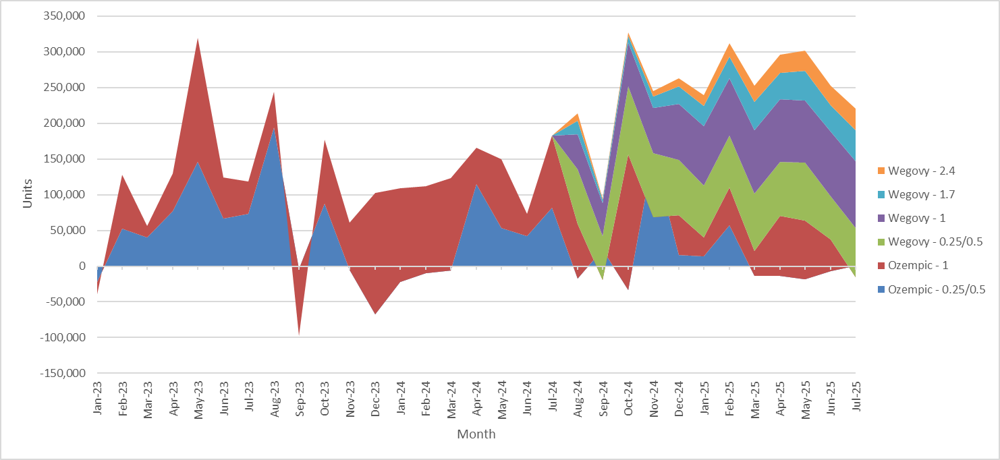 350,000
300,000
250,000
200,000
150,000
100,000
50,000
0
-50,000
-100,000
-150,000
Units
Jan-23
Feb-23
Mar-23
Apr-23
May-23
Jun-23
Jul-23
Aug-23
Sep-23
Oct-23
Nov-23
Dec-23
Jan-24
Feb-24
Mar-24
Apr-24
May-24
Jun-24
Jul-24
Aug-24
Sep-24
Oct-24
Nov-24
Dec-24
Jan-25
Feb-25
Mar-25
Apr-25
May-25
Jun-25
Jul-25
Month
Wegovy - 2.4
Wegovy - 1.7
Wegovy - 1
Wegovy - 0.25/0.5
Ozempic - 1
Ozempic - 0.25/0.5